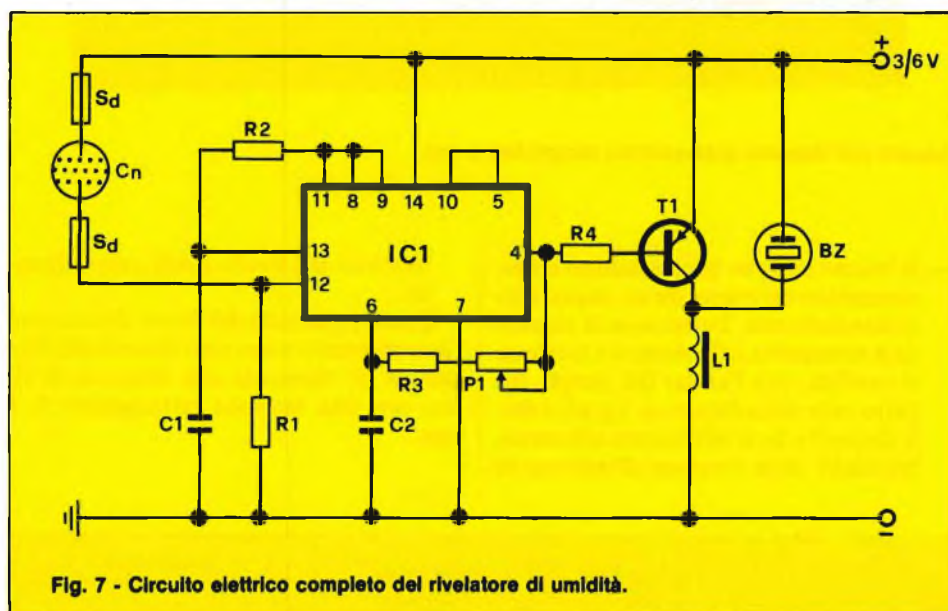 +
3/6 V
Sd
R2
Cn
11 8 9 14 10 5
T1
Sd
13
IC1
4
R4
BZ
12
6 7
R3
P1
L1
C1
R1
C2
−
Fig. 7 - Circuito elettrico completo del rivelatore di umidità.